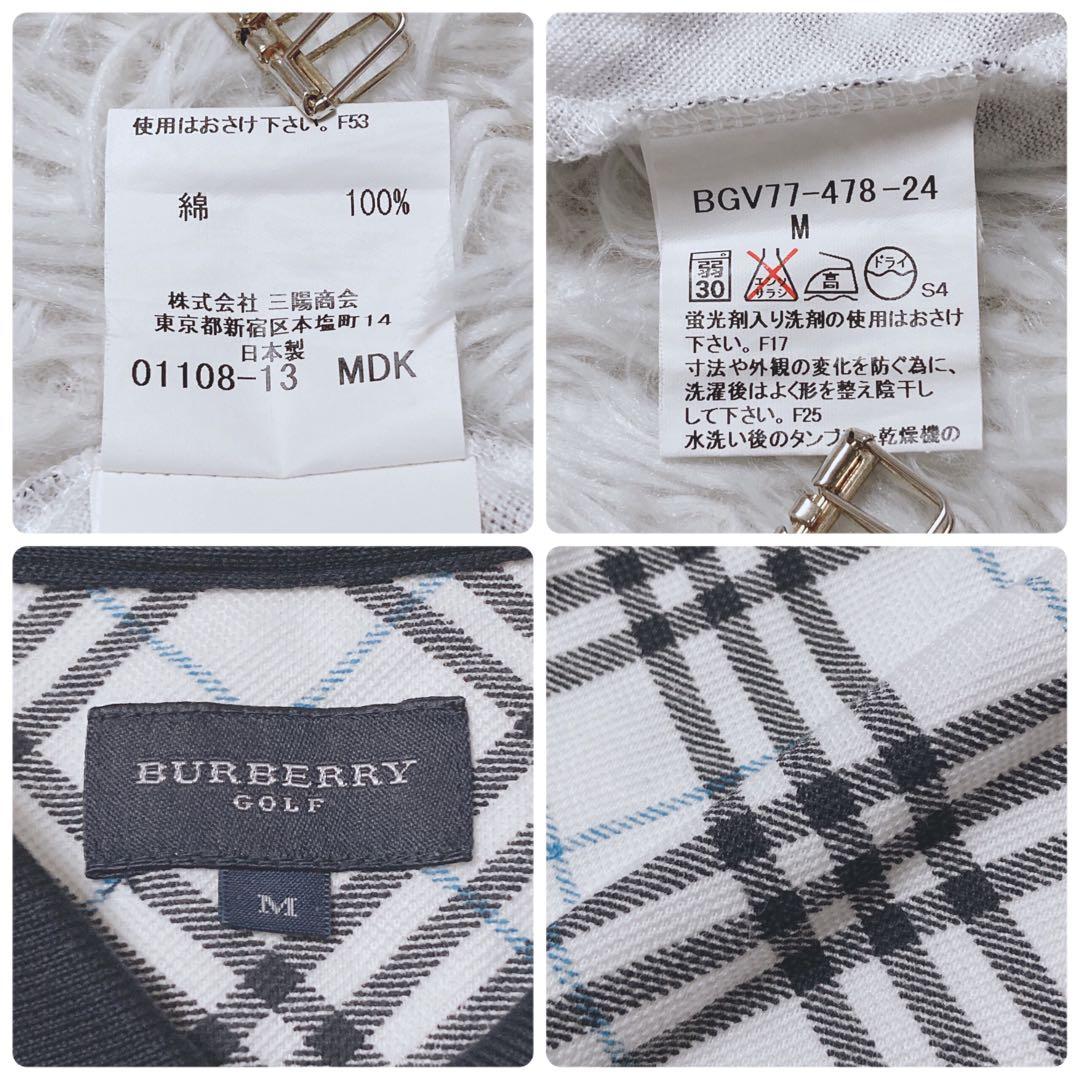 使用はおさけ下さい。F53
綿 100%
株式会社 三陽商会
東京都新宿区本塩町14
日本製
01108-13 MDK
BGV77-478-24
M
弱
30
エンソ
サラシ
高
ドライ
S4
蛍光剤入り洗剤の使用はおさけ
下さい。F17
寸法や外観の変化を防ぐ為に、
洗濯後はよく形を整え陰干し
して下さい。F25
水洗い後のタンブ 乾燥機の
BURBERRY
GOLF
M